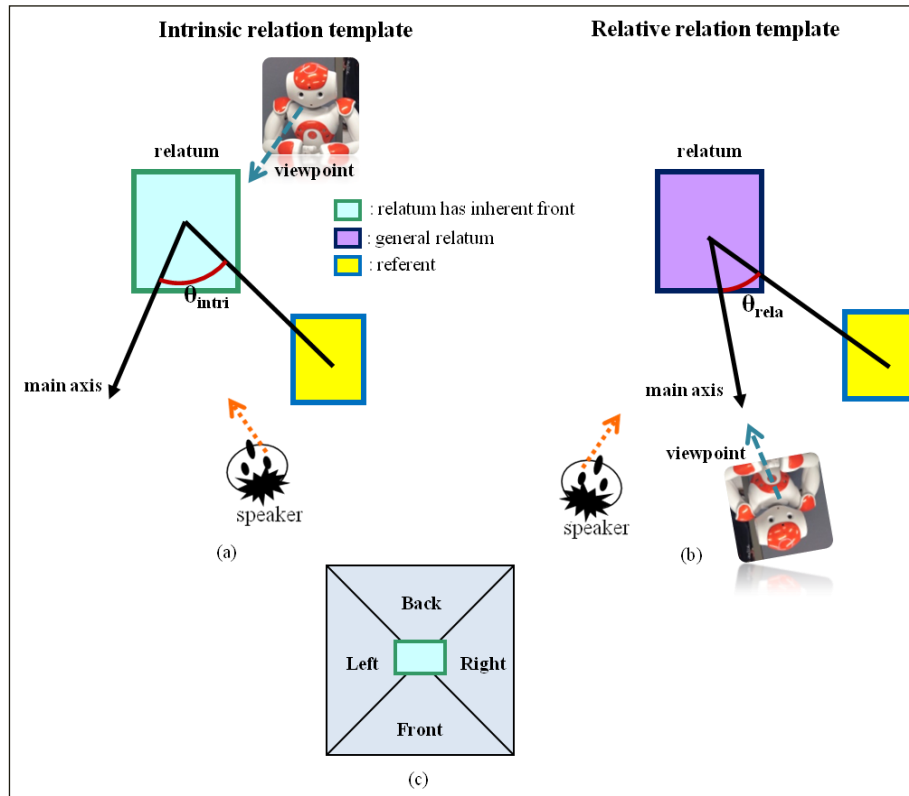 Intrinsic relation template
Relative relation template
relatum
viewpoint
: relatum has inherent front
: general relatum
: referent
θintri
main axis
speaker
(a)
relatum
θrela
main axis
viewpoint
speaker
(b)
Back
Left
Right
Front
(c)